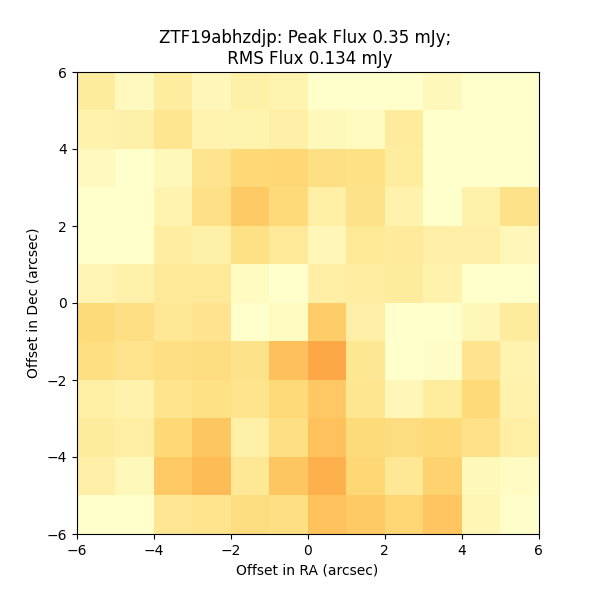 ZTF19abhzdjp: Peak Flux 0.35 mJy;
RMS Flux 0.134 mJy
6
4
2
0
−2
−4
−6
Offset in Dec (arcsec)
−6 −4 −2 0 2 4 6
Offset in RA (arcsec)